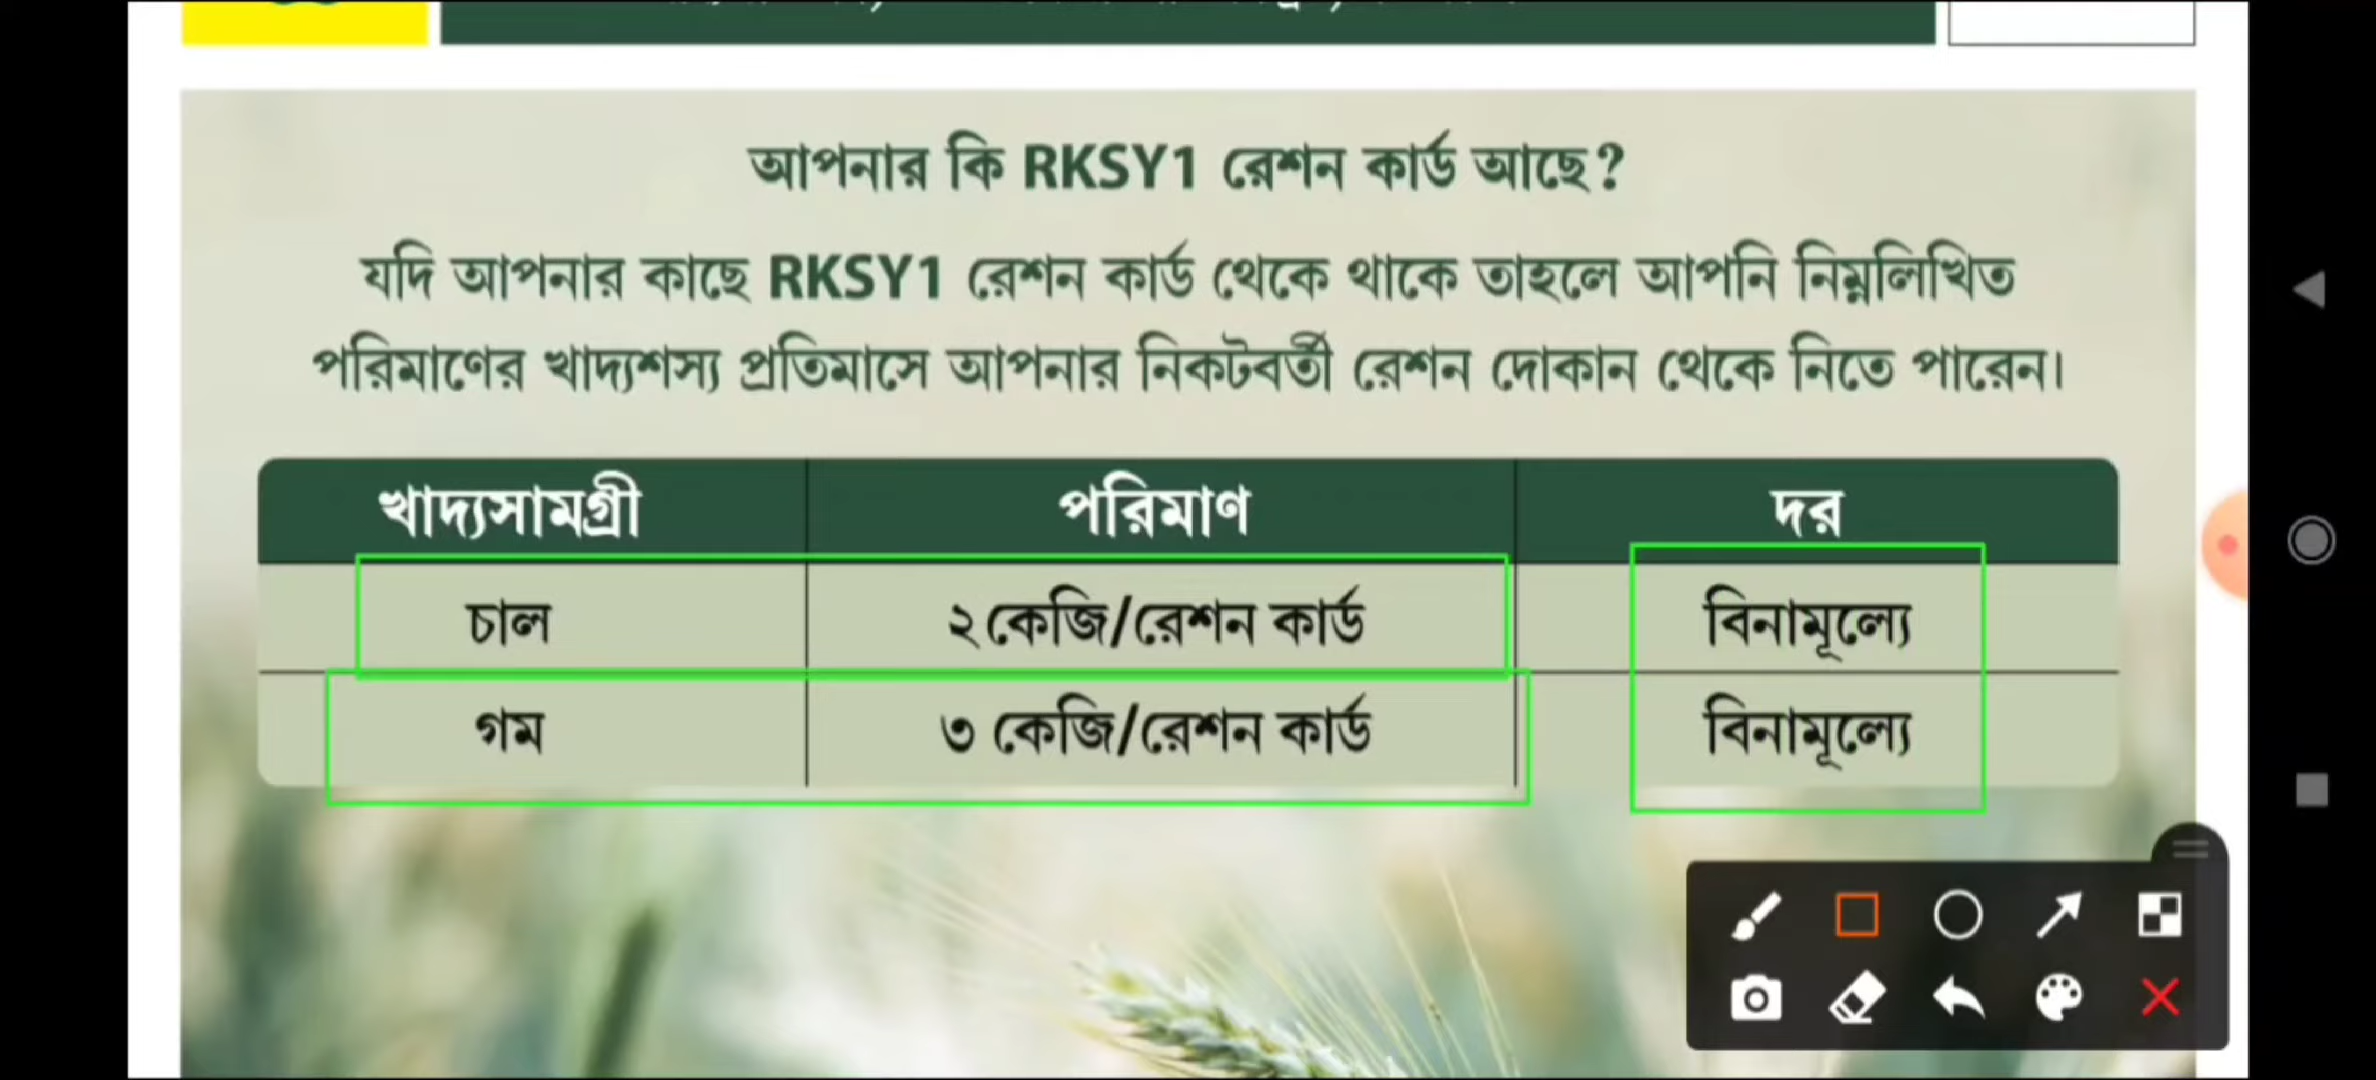 আপনার কি RKSY1 রেশন কার্ড আছে?
যদি আপনার কাছে RKSY1 রেশন কার্ড থেকে থাকে তাহলে আপনি নিম্নলিখিত
পরিমাণের খাদ্যশস্য প্রতিমাসে আপনার নিকটবর্তী রেশন দোকান থেকে নিতে পারেন।
খাদ্যসামগ্রী পরিমাণ দর
চাল ২ কেজি/রেশন কার্ড বিনামূল্যে
গম ৩ কেজি/রেশন কার্ড বিনামূল্যে